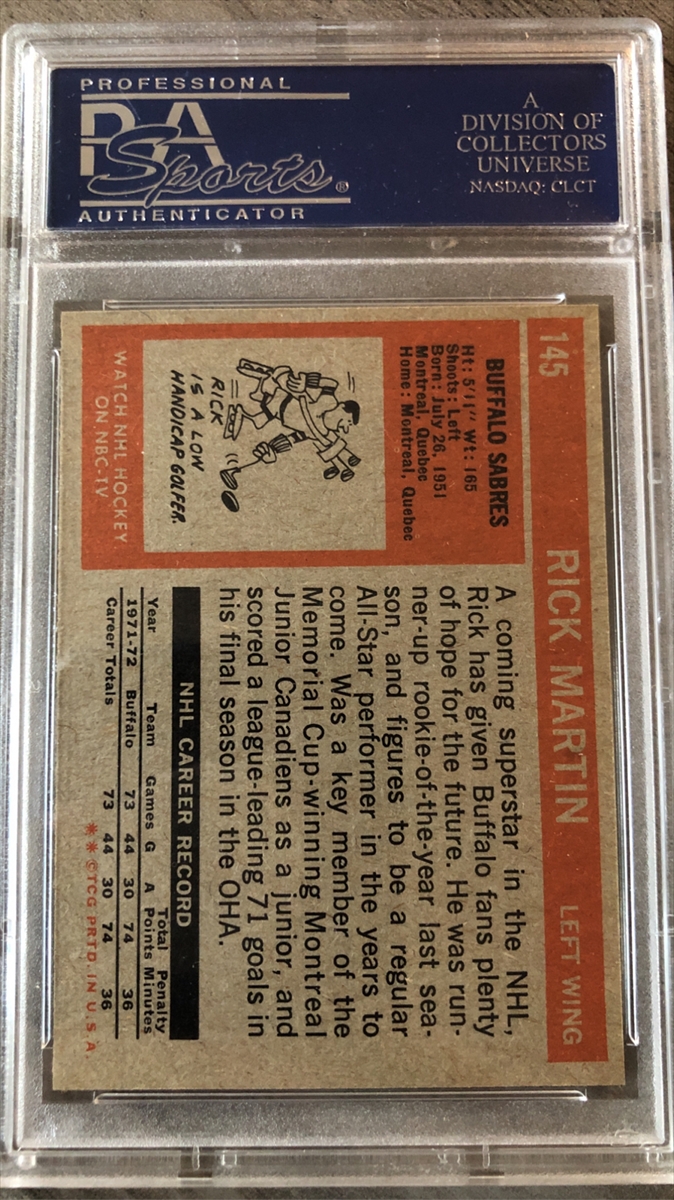 PROFESSIONAL
PSA
Sports®
AUTHENTICATOR
A
DIVISION OF
COLLECTORS
UNIVERSE
NASDAQ: CLCT
145 RICK MARTIN LEFT WING
BUFFALO SABRES
Ht: 5'11" Wt: 165
Shoots: Left
Born: July 26, 1951
Montreal, Quebec
Home: Montreal, Quebec
RICK
IS A LOW
HANDICAP GOLFER.
WATCH NHL HOCKEY
ON NBC-TV
A coming superstar in the NHL,
Rick has given Buffalo fans plenty
of hope for the future. He was run-
ner-up rookie-of-the-year last sea-
son, and figures to be a regular
All-Star performer in the years to
come. Was a key member of the
Memorial Cup-winning Montreal
Junior Canadiens as a junior, and
scored a league-leading 71 goals in
his final season in the OHA.
NHL CAREER RECORD
Total Penalty
Year Team Games G A Points Minutes
1971-72 Buffalo 73 44 30 74 36
Career Totals 73 44 30 74 36
** ©TCG PRTD. IN U.S.A.